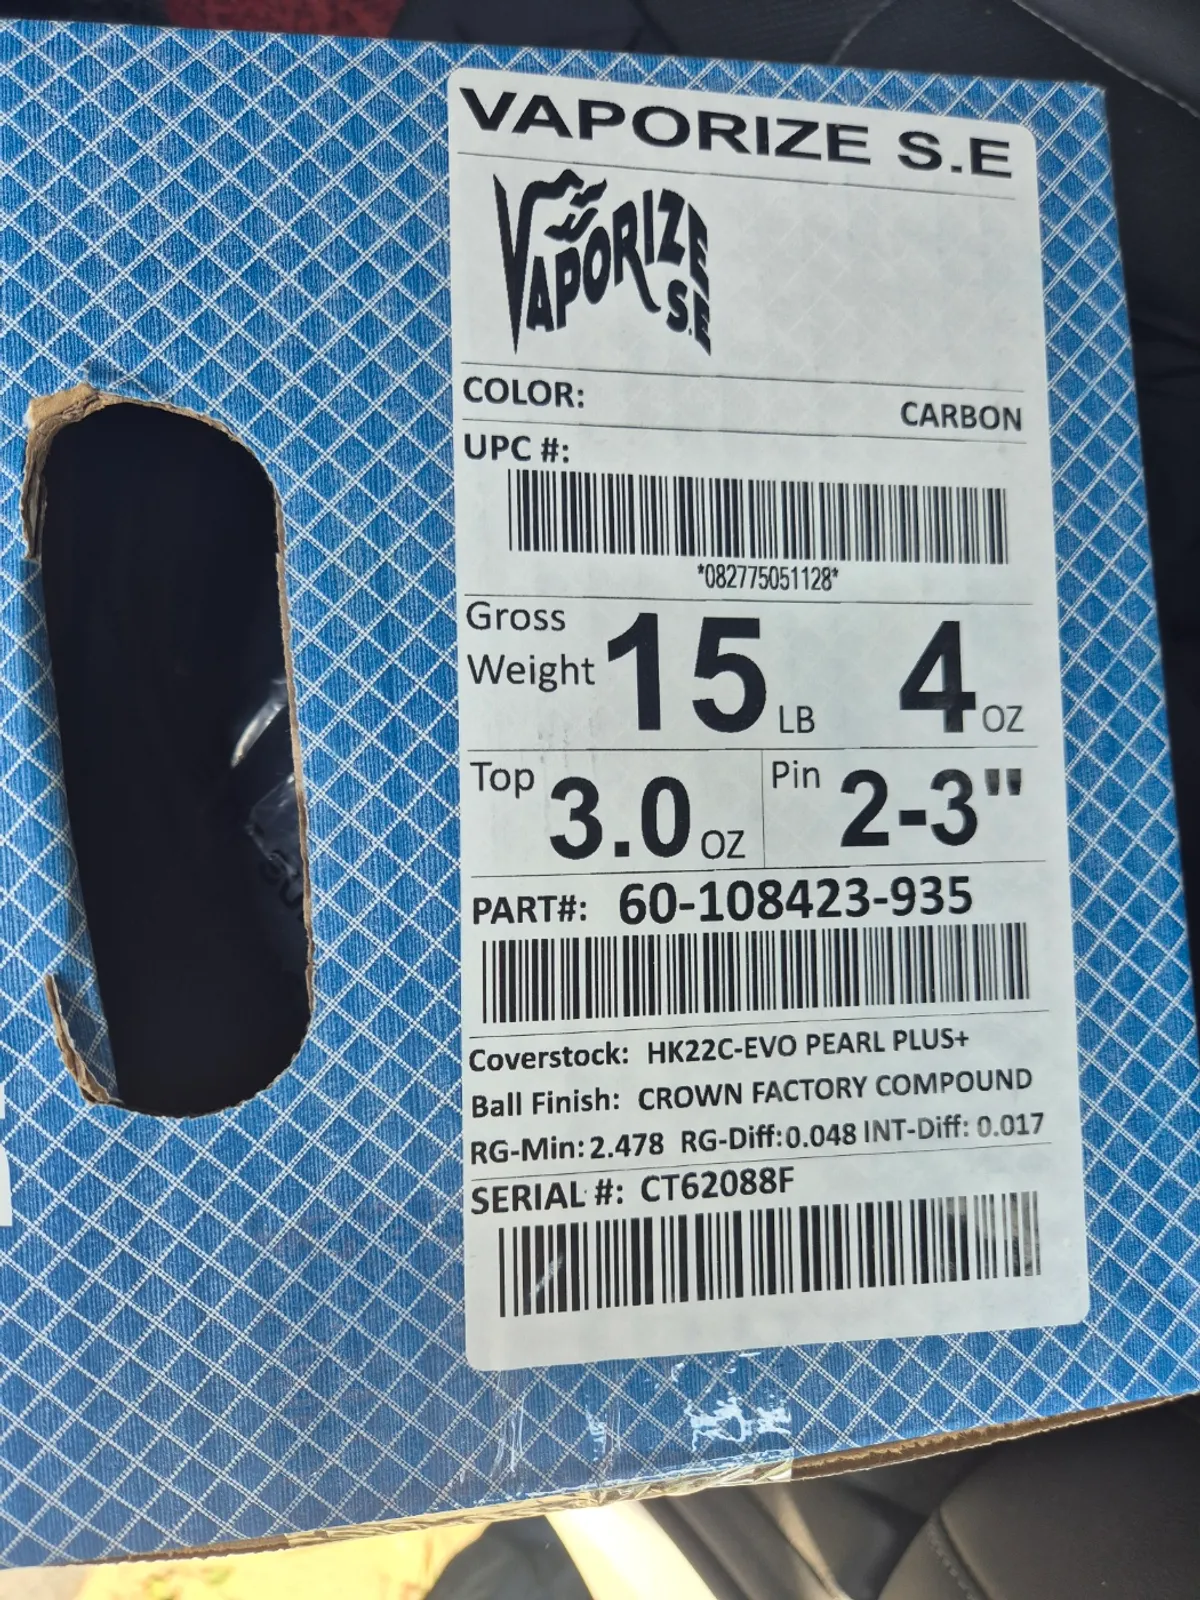 VAPORIZE S.E
VAPORIZE S.E
COLOR: CARBON
UPC #:
*082775051128*
Gross Weight 15 LB 4 OZ
Top 3.0 OZ Pin 2-3"
PART#: 60-108423-935
Coverstock: HK22C-EVO PEARL PLUS+
Ball Finish: CROWN FACTORY COMPOUND
RG-Min: 2.478 RG-Diff: 0.048 INT-Diff: 0.017
SERIAL #: CT62088F